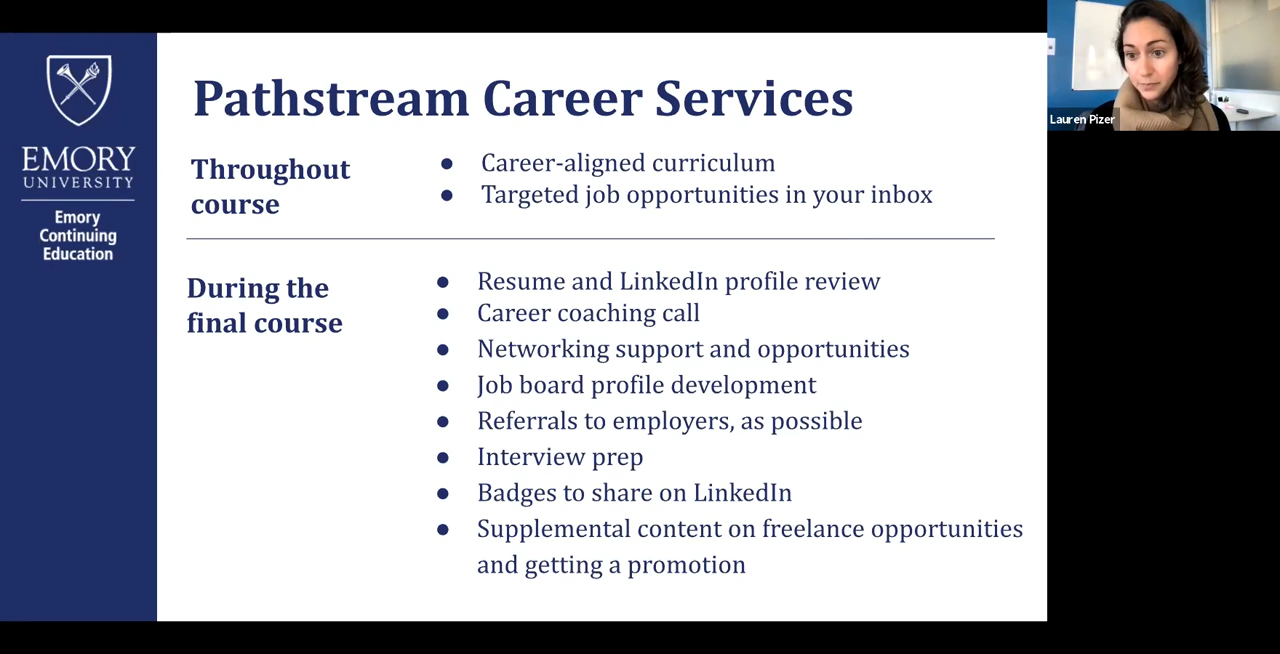 EMORY
UNIVERSITY
Emory
Continuing
Education
Pathstream Career Services
Throughout
course
● Career-aligned curriculum
● Targeted job opportunities in your inbox
During the
final course
● Resume and LinkedIn profile review
● Career coaching call
● Networking support and opportunities
● Job board profile development
● Referrals to employers, as possible
● Interview prep
● Badges to share on LinkedIn
● Supplemental content on freelance opportunities
and getting a promotion
Lauren Pizer